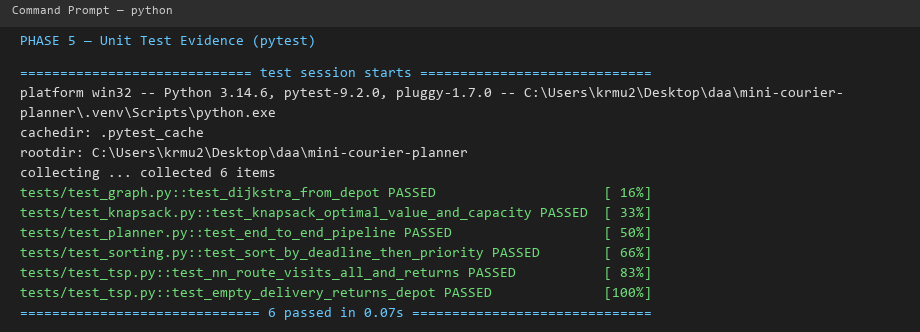 Command Prompt — python
PHASE 5 — Unit Test Evidence (pytest)
============================= test session starts =============================
platform win32 -- Python 3.14.6, pytest-9.2.0, pluggy-1.7.0 -- C:\Users\krmu2\Desktop\daa\mini-courier-
planner\.venv\Scripts\python.exe
cachedir: .pytest_cache
rootdir: C:\Users\krmu2\Desktop\daa\mini-courier-planner
collecting ... collected 6 items
tests/test_graph.py::test_dijkstra_from_depot PASSED                     [ 16%]
tests/test_knapsack.py::test_knapsack_optimal_value_and_capacity PASSED  [ 33%]
tests/test_planner.py::test_end_to_end_pipeline PASSED                   [ 50%]
tests/test_sorting.py::test_sort_by_deadline_then_priority PASSED        [ 66%]
tests/test_tsp.py::test_nn_route_visits_all_and_returns PASSED           [ 83%]
tests/test_tsp.py::test_empty_delivery_returns_depot PASSED              [100%]
============================== 6 passed in 0.07s ==============================